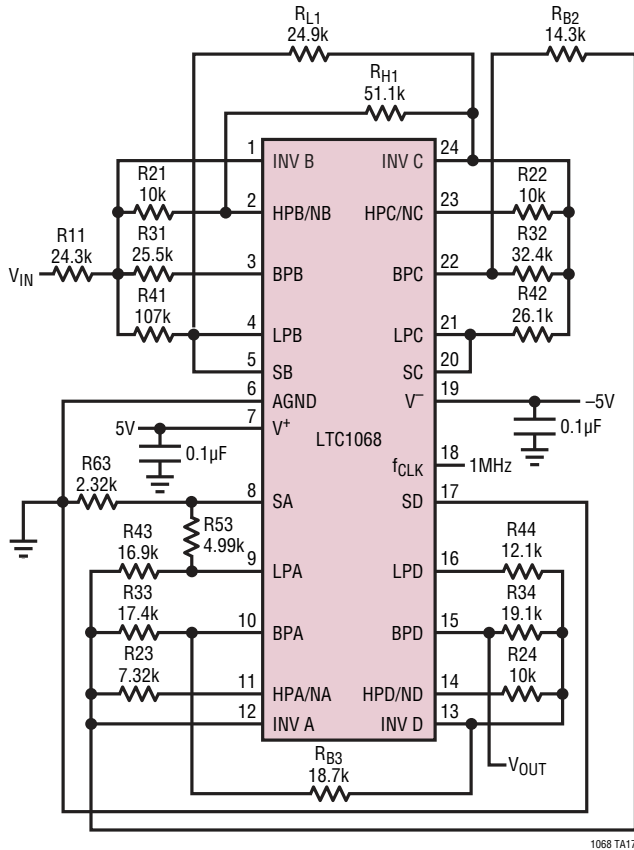 RL1
24.9k
RB2
14.3k
RH1
51.1k
1
INV B
INV C
24
R21
10k
2
HPB/NB
HPC/NC
23
R22
10k
R11
24.3k
VIN
R31
25.5k
3
BPB
BPC
22
R32
32.4k
R41
107k
4
LPB
LPC
21
R42
26.1k
5
SB
SC
20
6
AGND
V–
19
–5V
5V
7
V+
0.1µF
LTC1068
0.1µF
fCLK
18
1MHz
R63
2.32k
8
SA
SD
17
R53
4.99k
R43
16.9k
9
LPA
LPD
16
R44
12.1k
R33
17.4k
10
BPA
BPD
15
R34
19.1k
R23
7.32k
11
HPA/NA
HPD/ND
14
R24
10k
12
INV A
INV D
13
RB3
18.7k
VOUT
1068 TA17